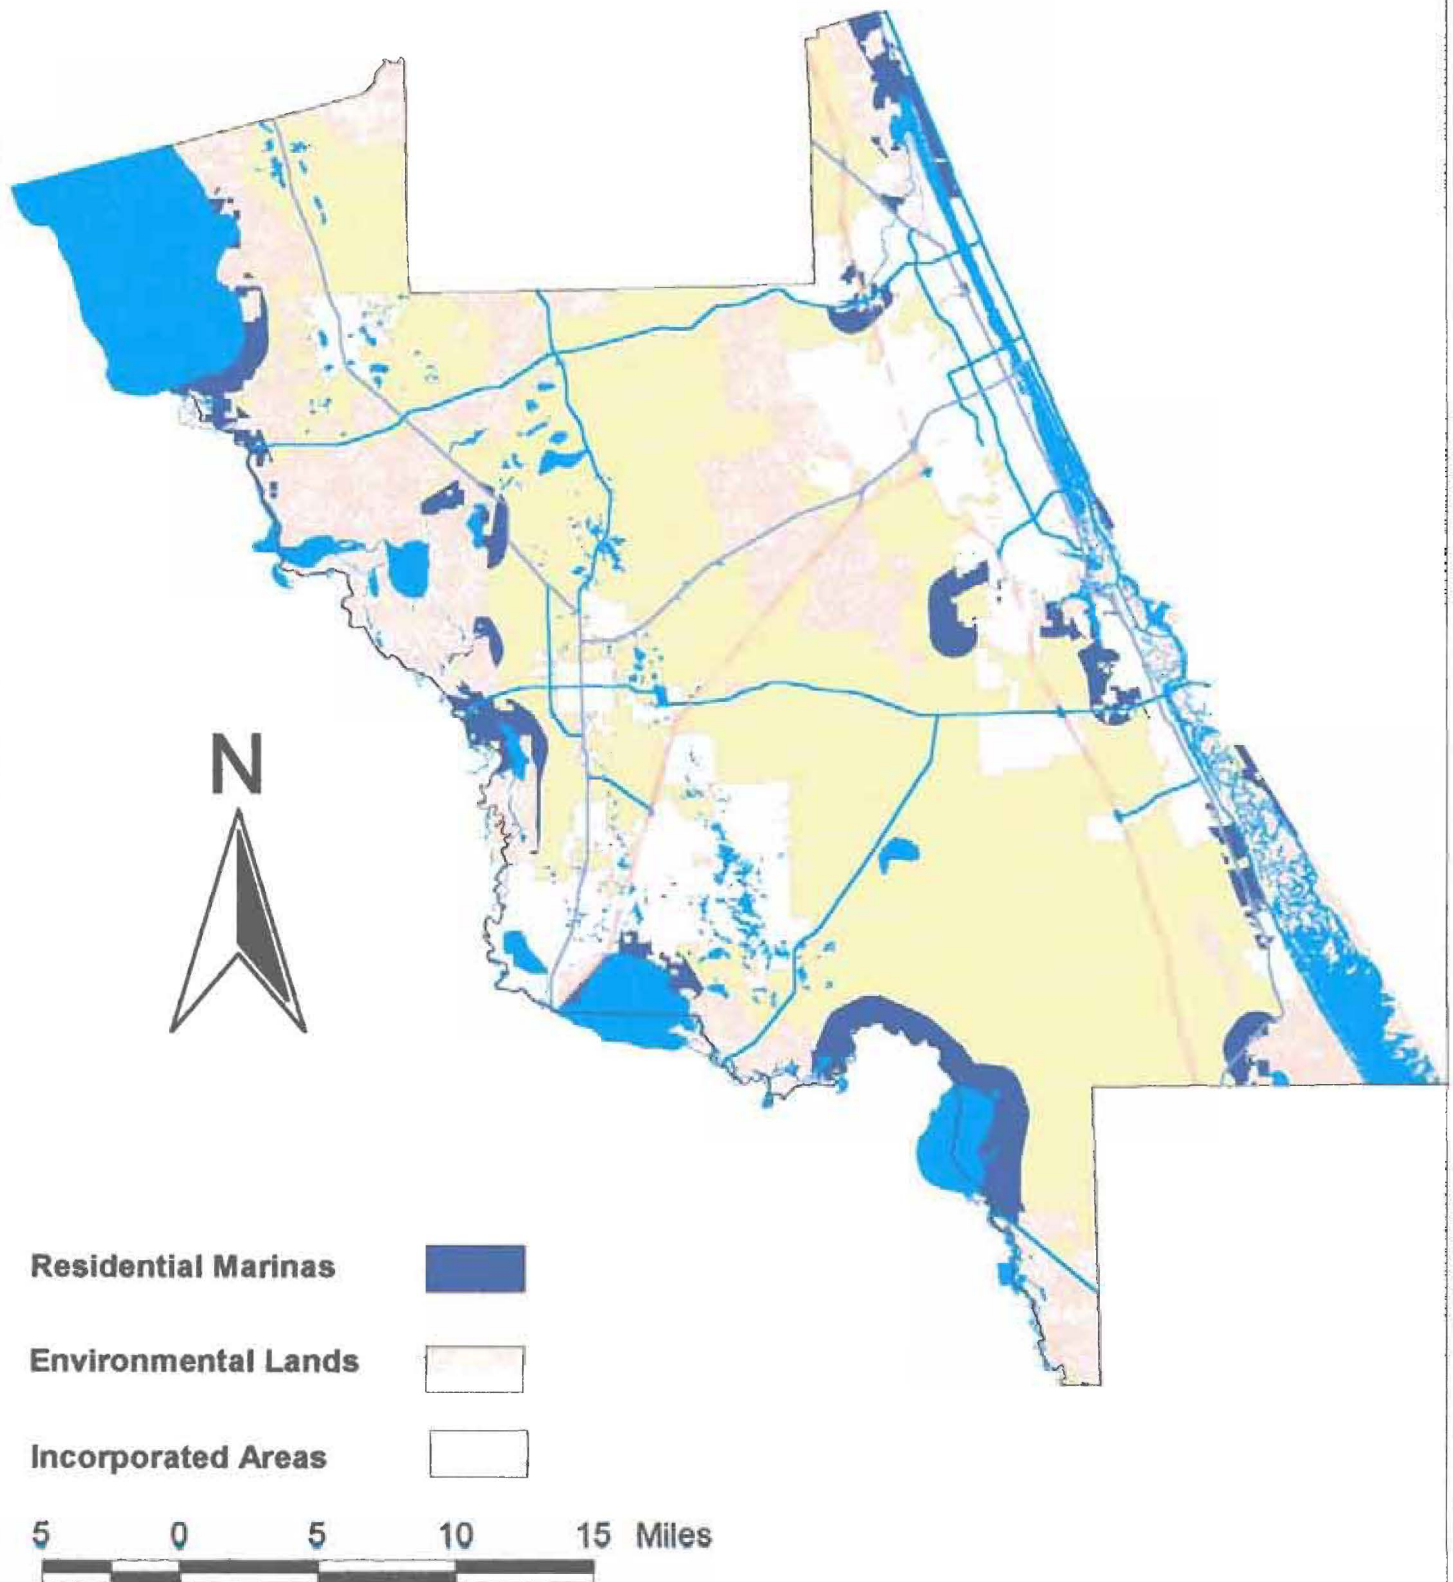 N
Residential Marinas
Environmental Lands
Incorporated Areas
5 0 5 10 15 Miles